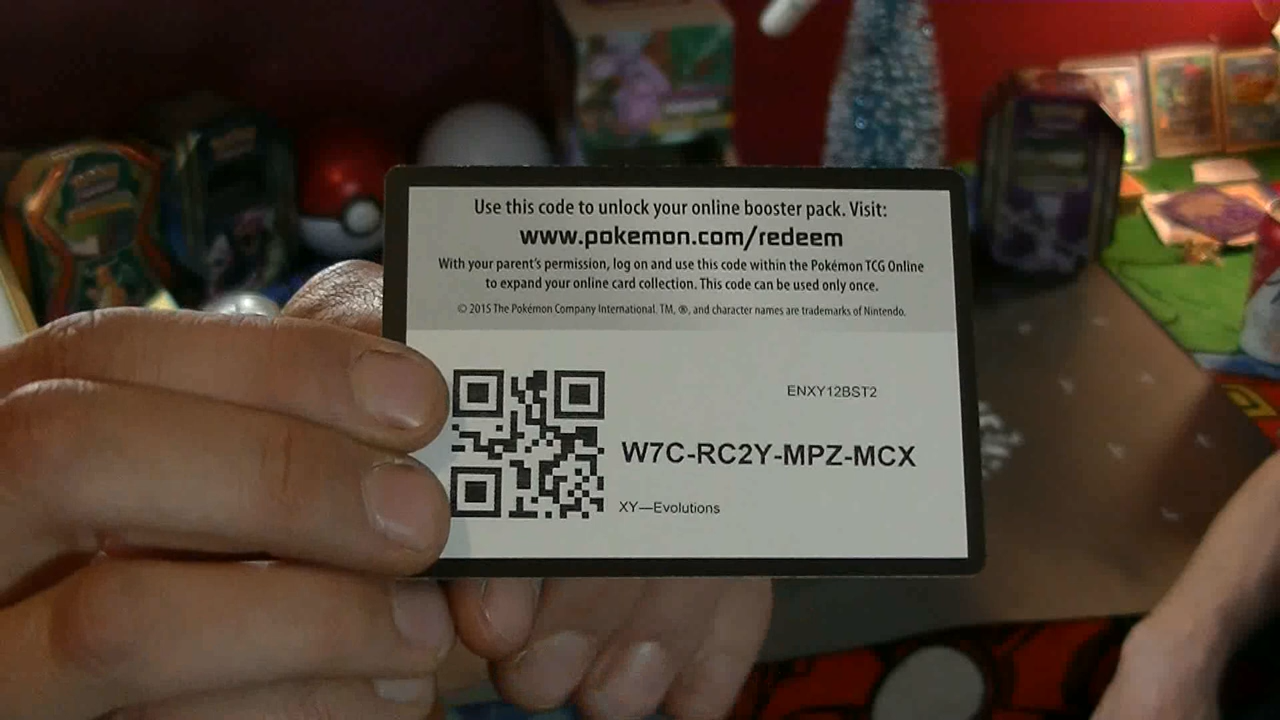 Use this code to unlock your online booster pack. Visit:
www.pokemon.com/redeem
With your parent's permission, log on and use this code within the Pokémon TCG Online
to expand your online card collection. This code can be used only once.
© 2015 The Pokémon Company International. TM, ®, and character names are trademarks of Nintendo.
ENXY12BST2
W7C-RC2Y-MPZ-MCX
XY—Evolutions